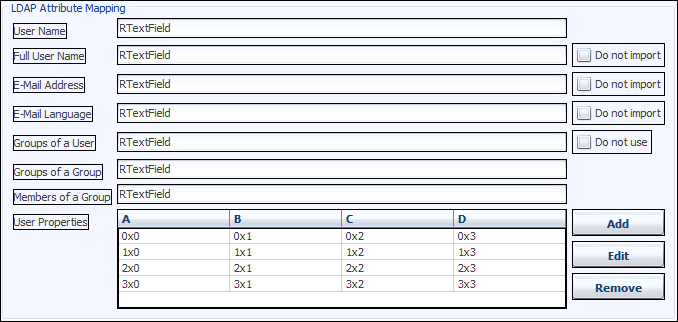 LDAP Attribute Mapping
User Name RTextField
Full User Name RTextField Do not import
E-Mail Address RTextField Do not import
E-Mail Language RTextField Do not import
Groups of a User RTextField Do not use
Groups of a Group RTextField
Members of a Group RTextField
User Properties A B C D Add
0x0 0x1 0x2 0x3
1x0 1x1 1x2 1x3 Edit
2x0 2x1 2x2 2x3
3x0 3x1 3x2 3x3 Remove